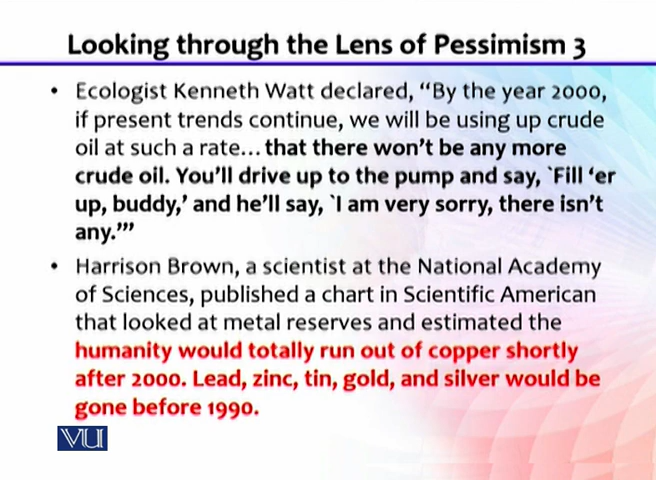 Looking through the Lens of Pessimism 3
• Ecologist Kenneth Watt declared, “By the year 2000,
if present trends continue, we will be using up crude
oil at such a rate... that there won’t be any more
crude oil. You’ll drive up to the pump and say, `Fill ‘er
up, buddy,’ and he’ll say, `I am very sorry, there isn’t
any.’”
• Harrison Brown, a scientist at the National Academy
of Sciences, published a chart in Scientific American
that looked at metal reserves and estimated the
humanity would totally run out of copper shortly
after 2000. Lead, zinc, tin, gold, and silver would be
gone before 1990.
VU